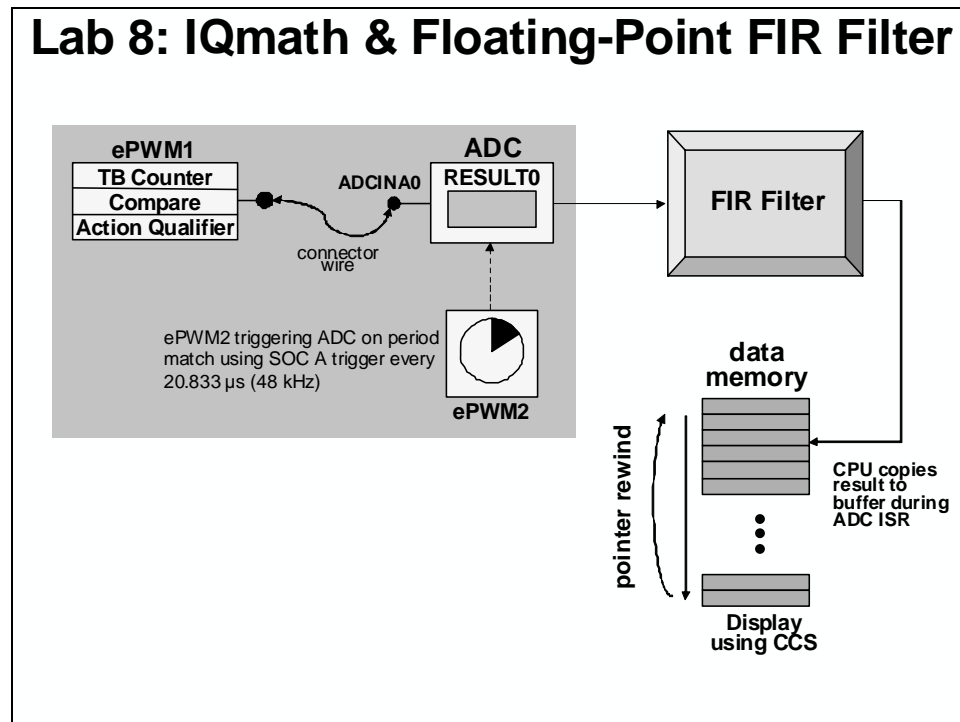 Lab 8: IQmath & Floating-Point FIR Filter
ePWM1
TB Counter
Compare
Action Qualifier
connector
wire
ADCINA0
ADC
RESULT0
FIR Filter
ePWM2 triggering ADC on period
match using SOC A trigger every
20.833 µs (48 kHz)
ePWM2
data
memory
pointer rewind
CPU copies
result to
buffer during
ADC ISR
Display
using CCS